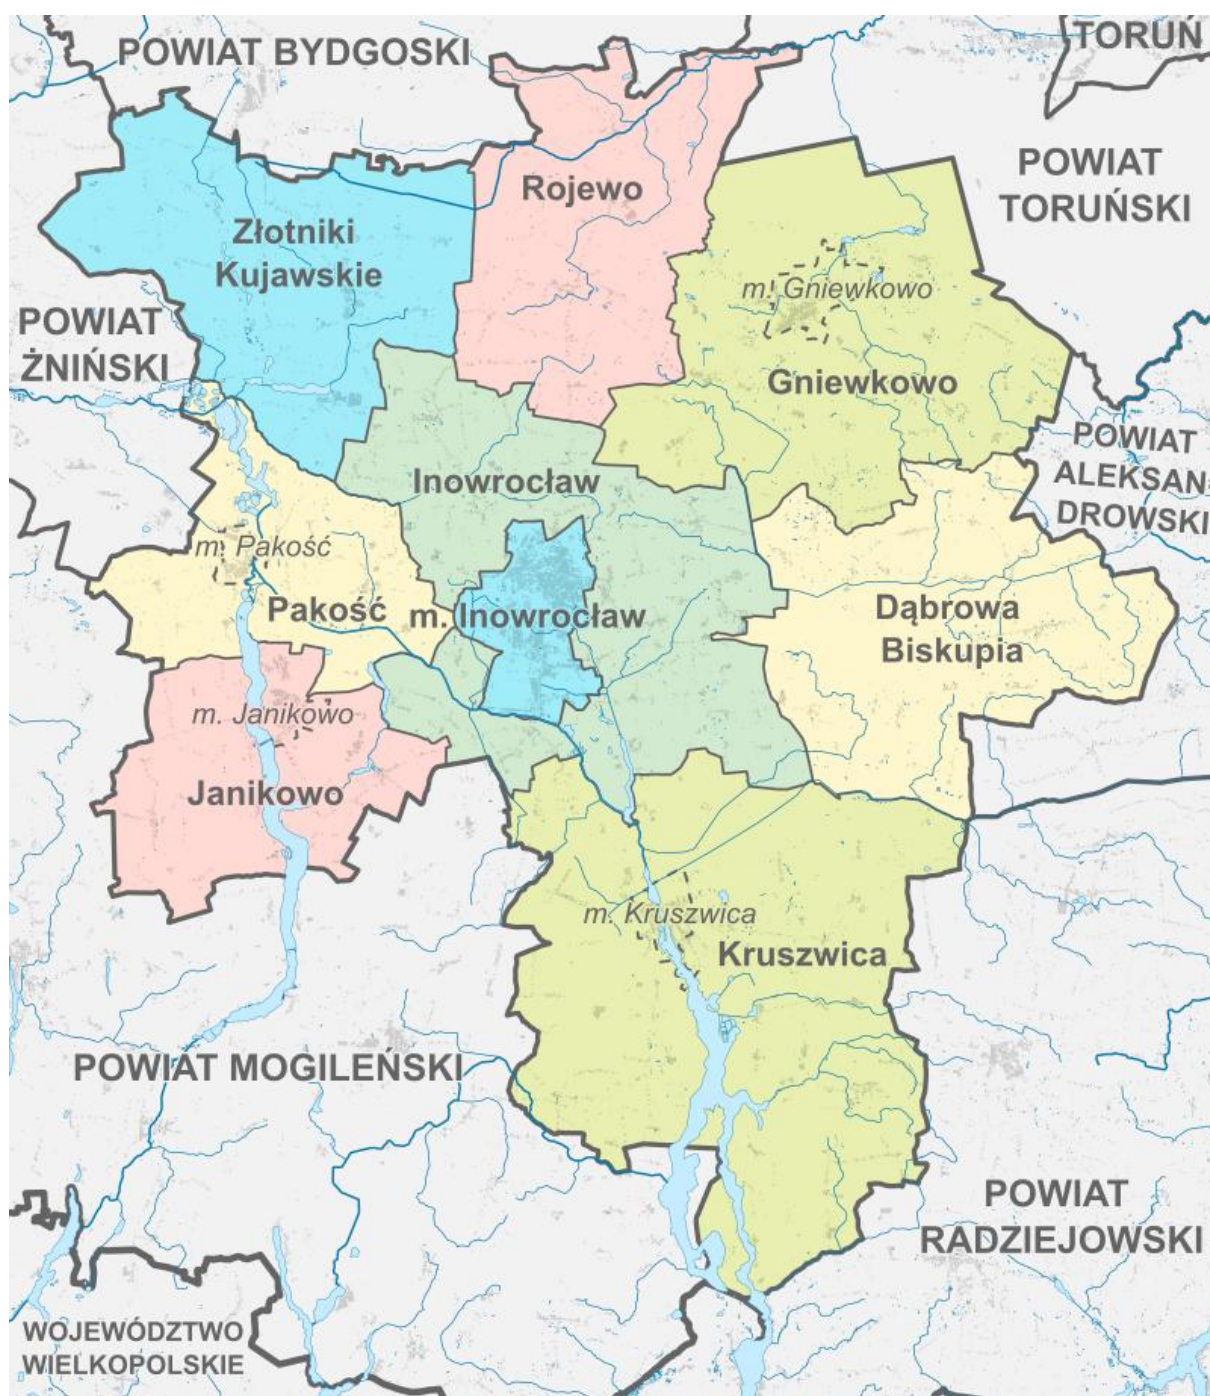 POWIAT BYDGOSKI
TORUŃ
POWIAT
TORUŃSKI
Rojewo
Złotniki
Kujawskie
m. Gniewkowo
POWIAT
ŻNIŃSKI
Gniewkowo
POWIAT
ALEKSAN-
DROWSKI
Inowrocław
m. Pakość
Pakość
m. Inowrocław
Dąbrowa
Biskupia
m. Janikowo
Janikowo
m. Kruszwica
Kruszwica
POWIAT MOGILEŃSKI
POWIAT
RADZIEJOWSKI
WOJEWÓDZTWO
WIELKOPOLSKIE